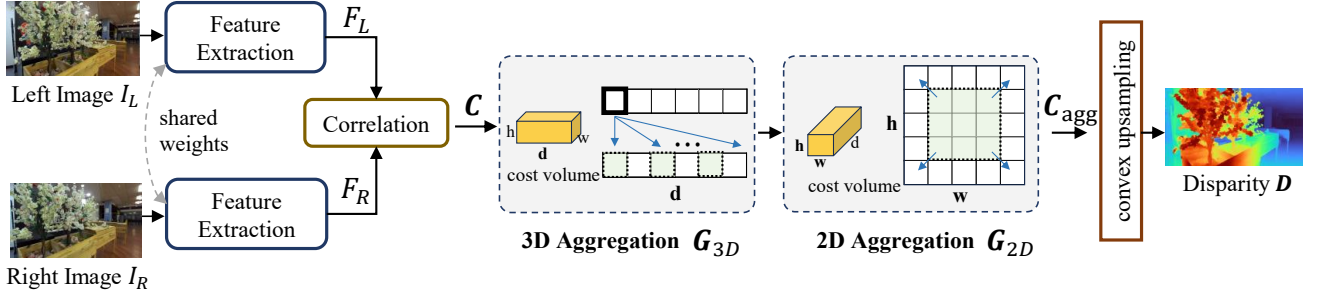 Left Image I_L
Feature
Extraction
F_L
shared
weights
Right Image I_R
Feature
Extraction
F_R
Correlation
C
h
w
d
cost volume
...
d
3D Aggregation G_3D
h
w
d
cost volume
h
w
2D Aggregation G_2D
C_agg
convex upsampling
Disparity D